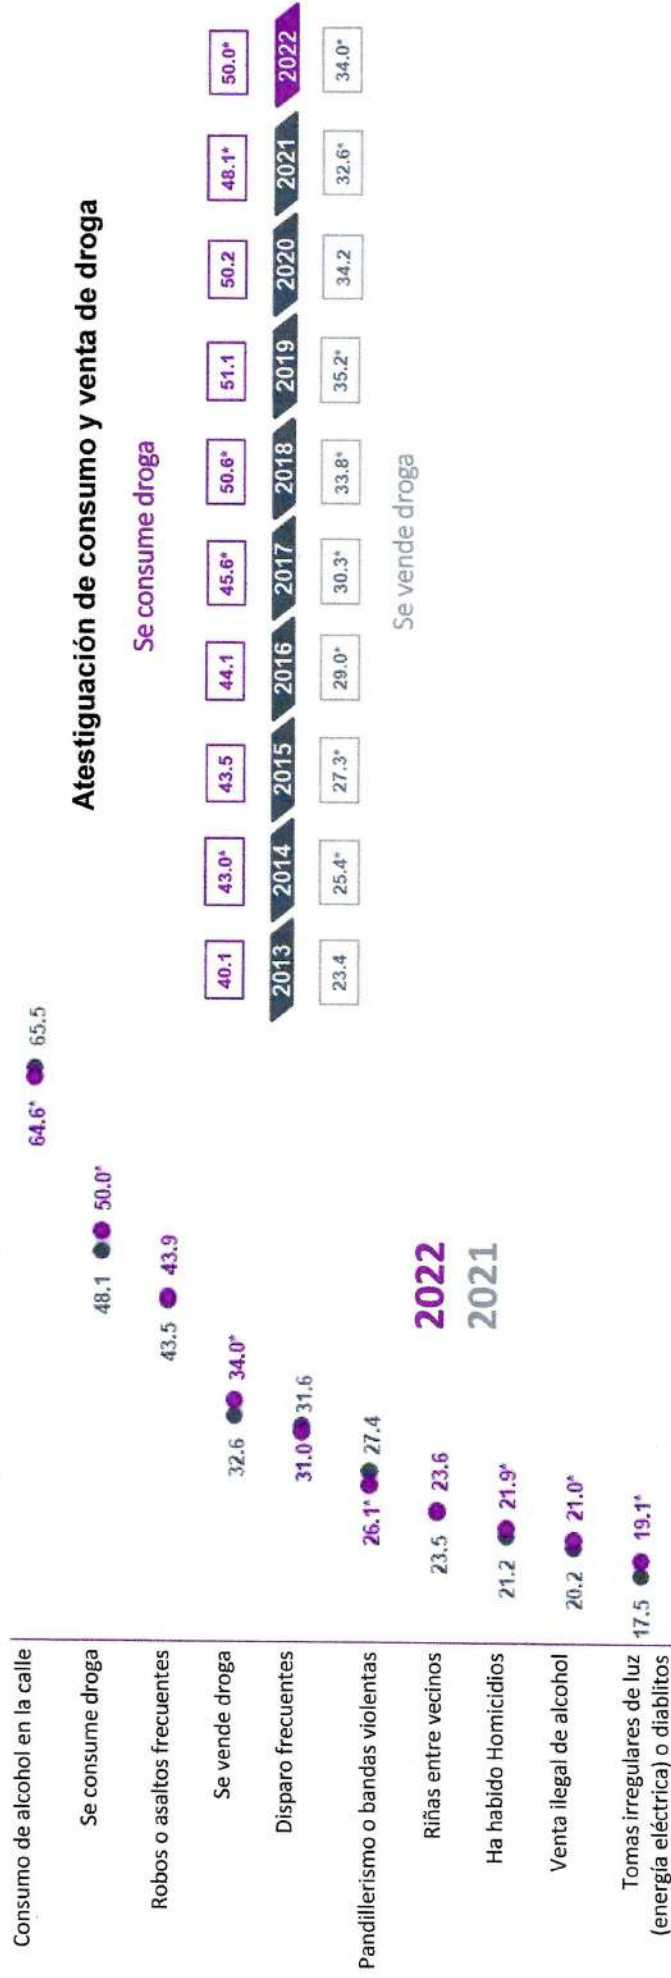 Consumo de alcohol en la calle
64.6* 65.5
Se consume droga
48.1 50.0*
Robos o asaltos frecuentes
43.5 43.9
Se vende droga
32.6 34.0*
Disparo frecuentes
31.0 31.6
Pandillerismo o bandas violentas
26.1* 27.4
Riñas entre vecinos
23.5 23.6
Ha habido Homicidios
21.2 21.9*
Venta ilegal de alcohol
20.2 21.0*
Tomas irregulares de luz
(energía eléctrica) o diablitos
17.5 19.1*
2022
2021
Atestiguación de consumo y venta de droga
Se consume droga
40.1 43.0* 43.5 44.1 45.6* 50.6* 51.1 50.2 48.1* 50.0*
2013 2014 2015 2016 2017 2018 2019 2020 2021 2022
23.4 25.4* 27.3* 29.0* 30.3* 33.8* 35.2* 34.2 32.6* 34.0*
Se vende droga